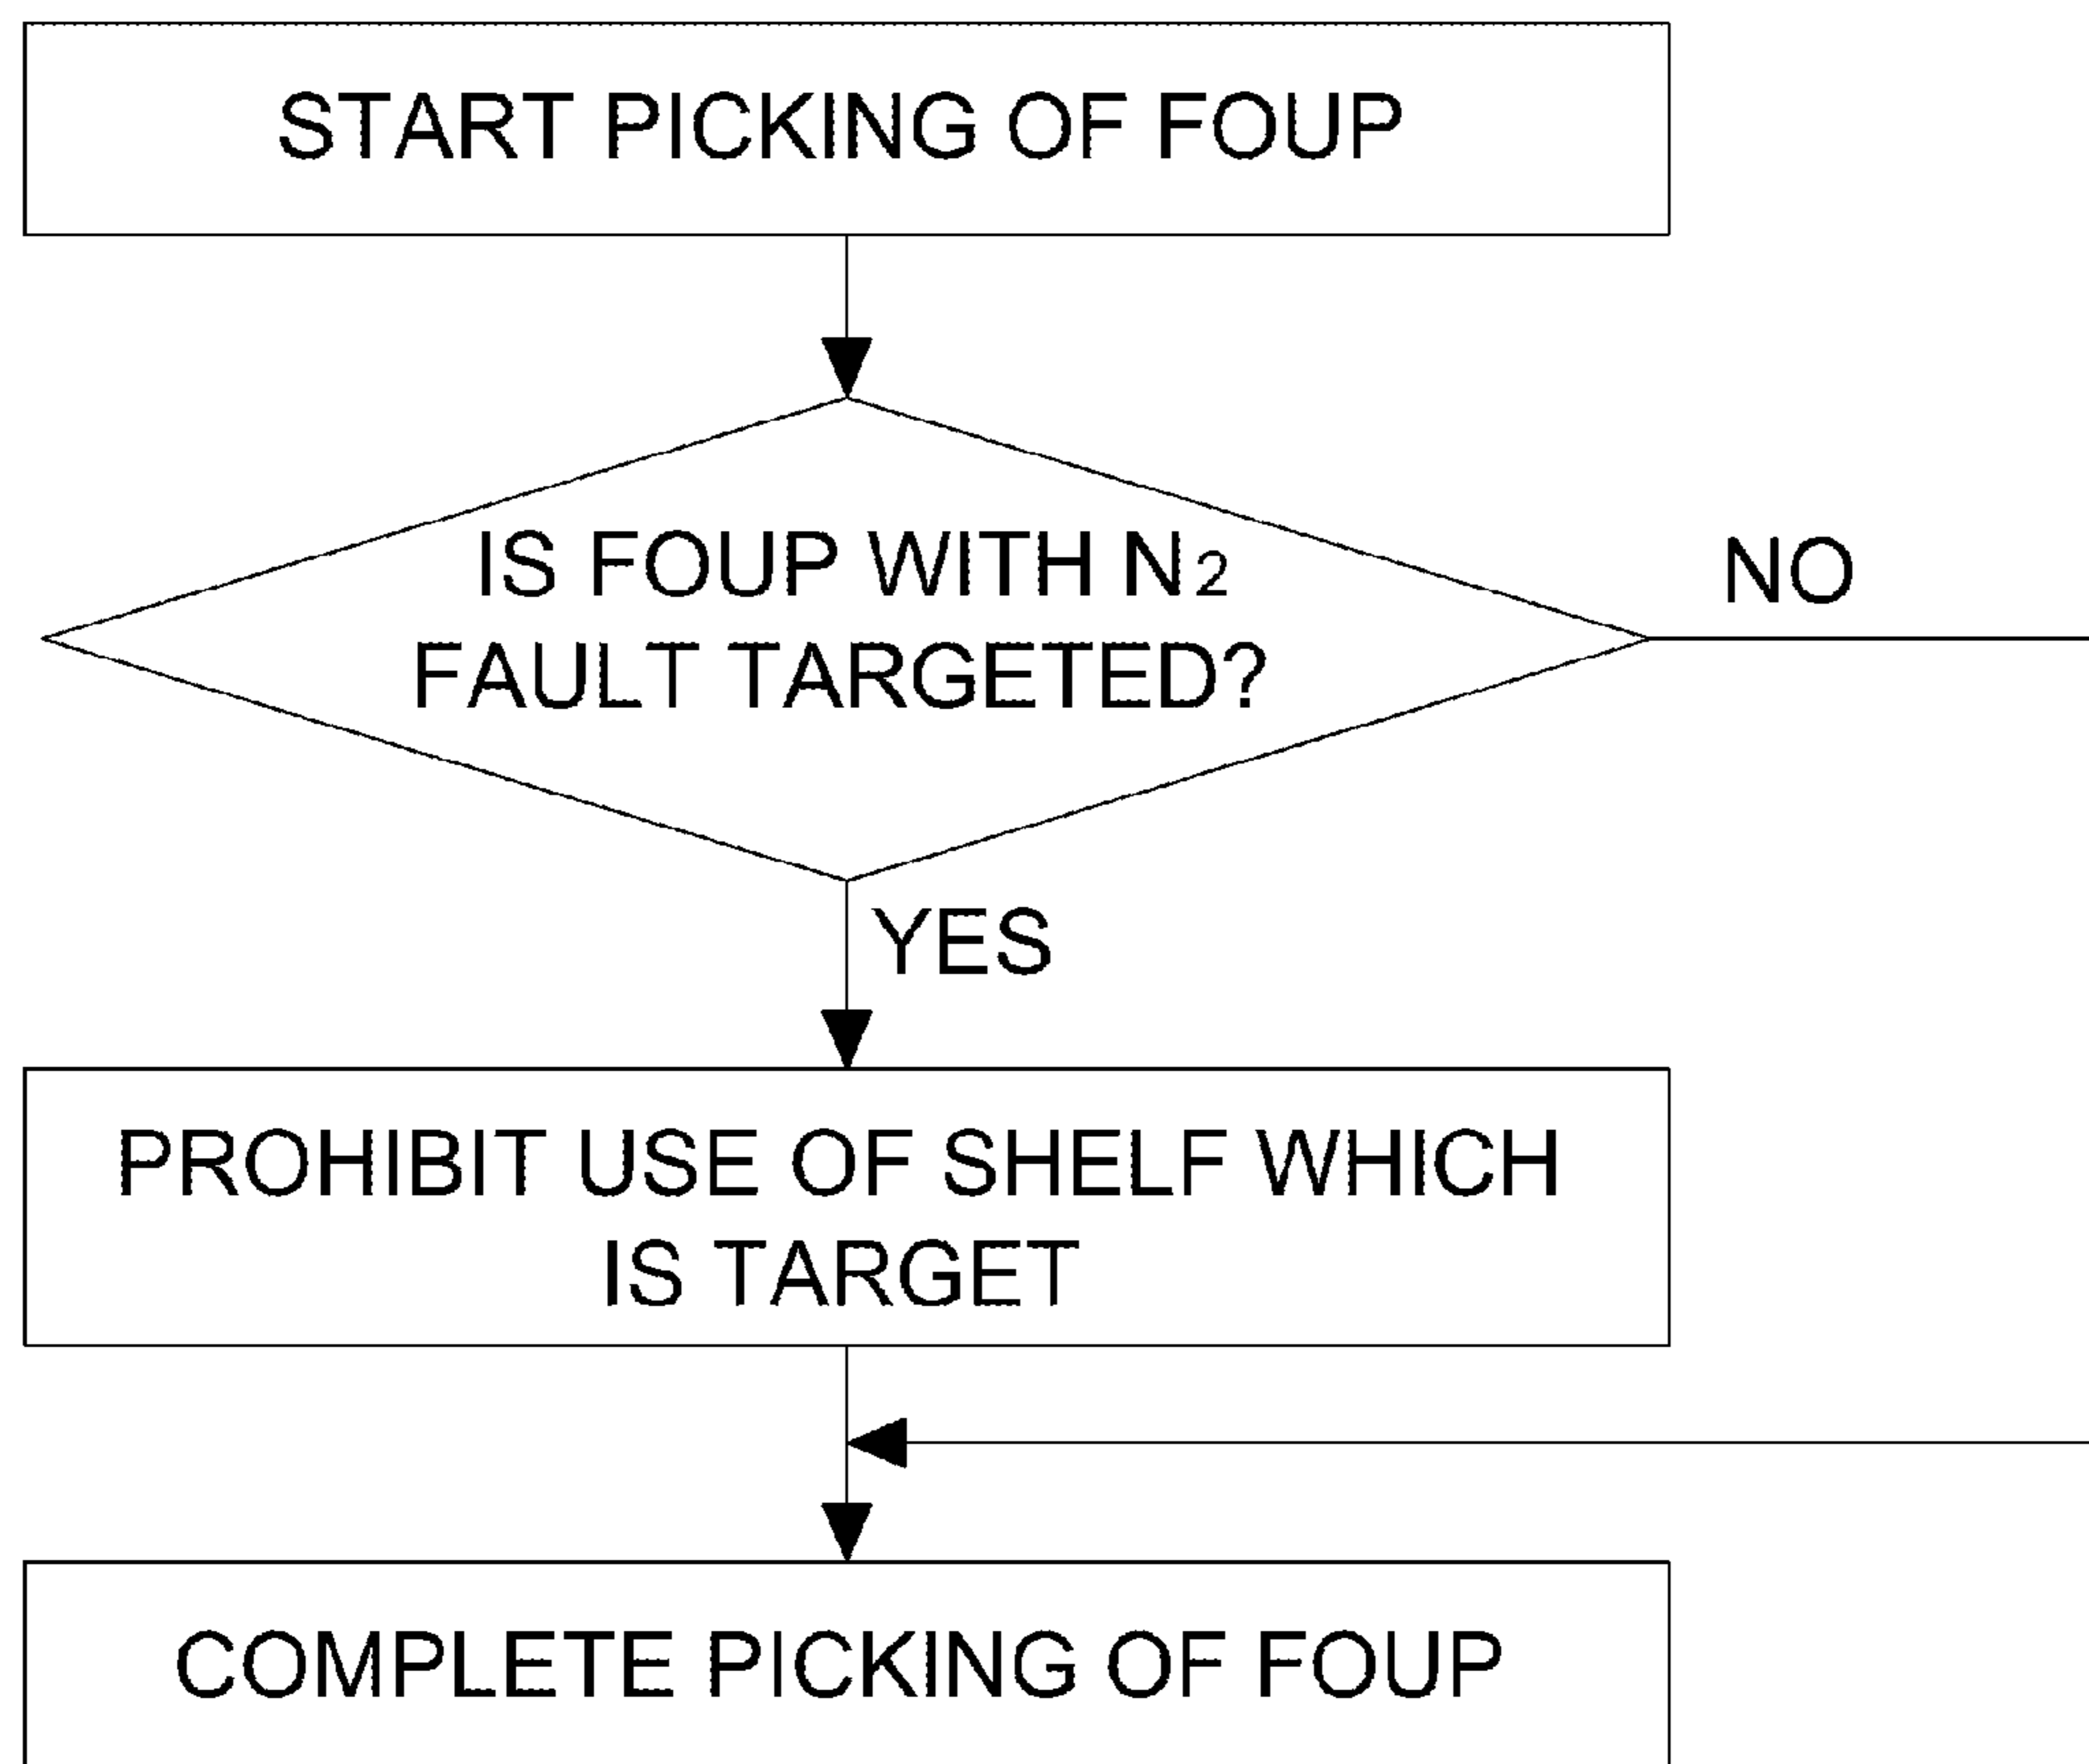 START PICKING OF FOUP
IS FOUP WITH N₂
FAULT TARGETED?
NO
YES
PROHIBIT USE OF SHELF WHICH
IS TARGET
COMPLETE PICKING OF FOUP